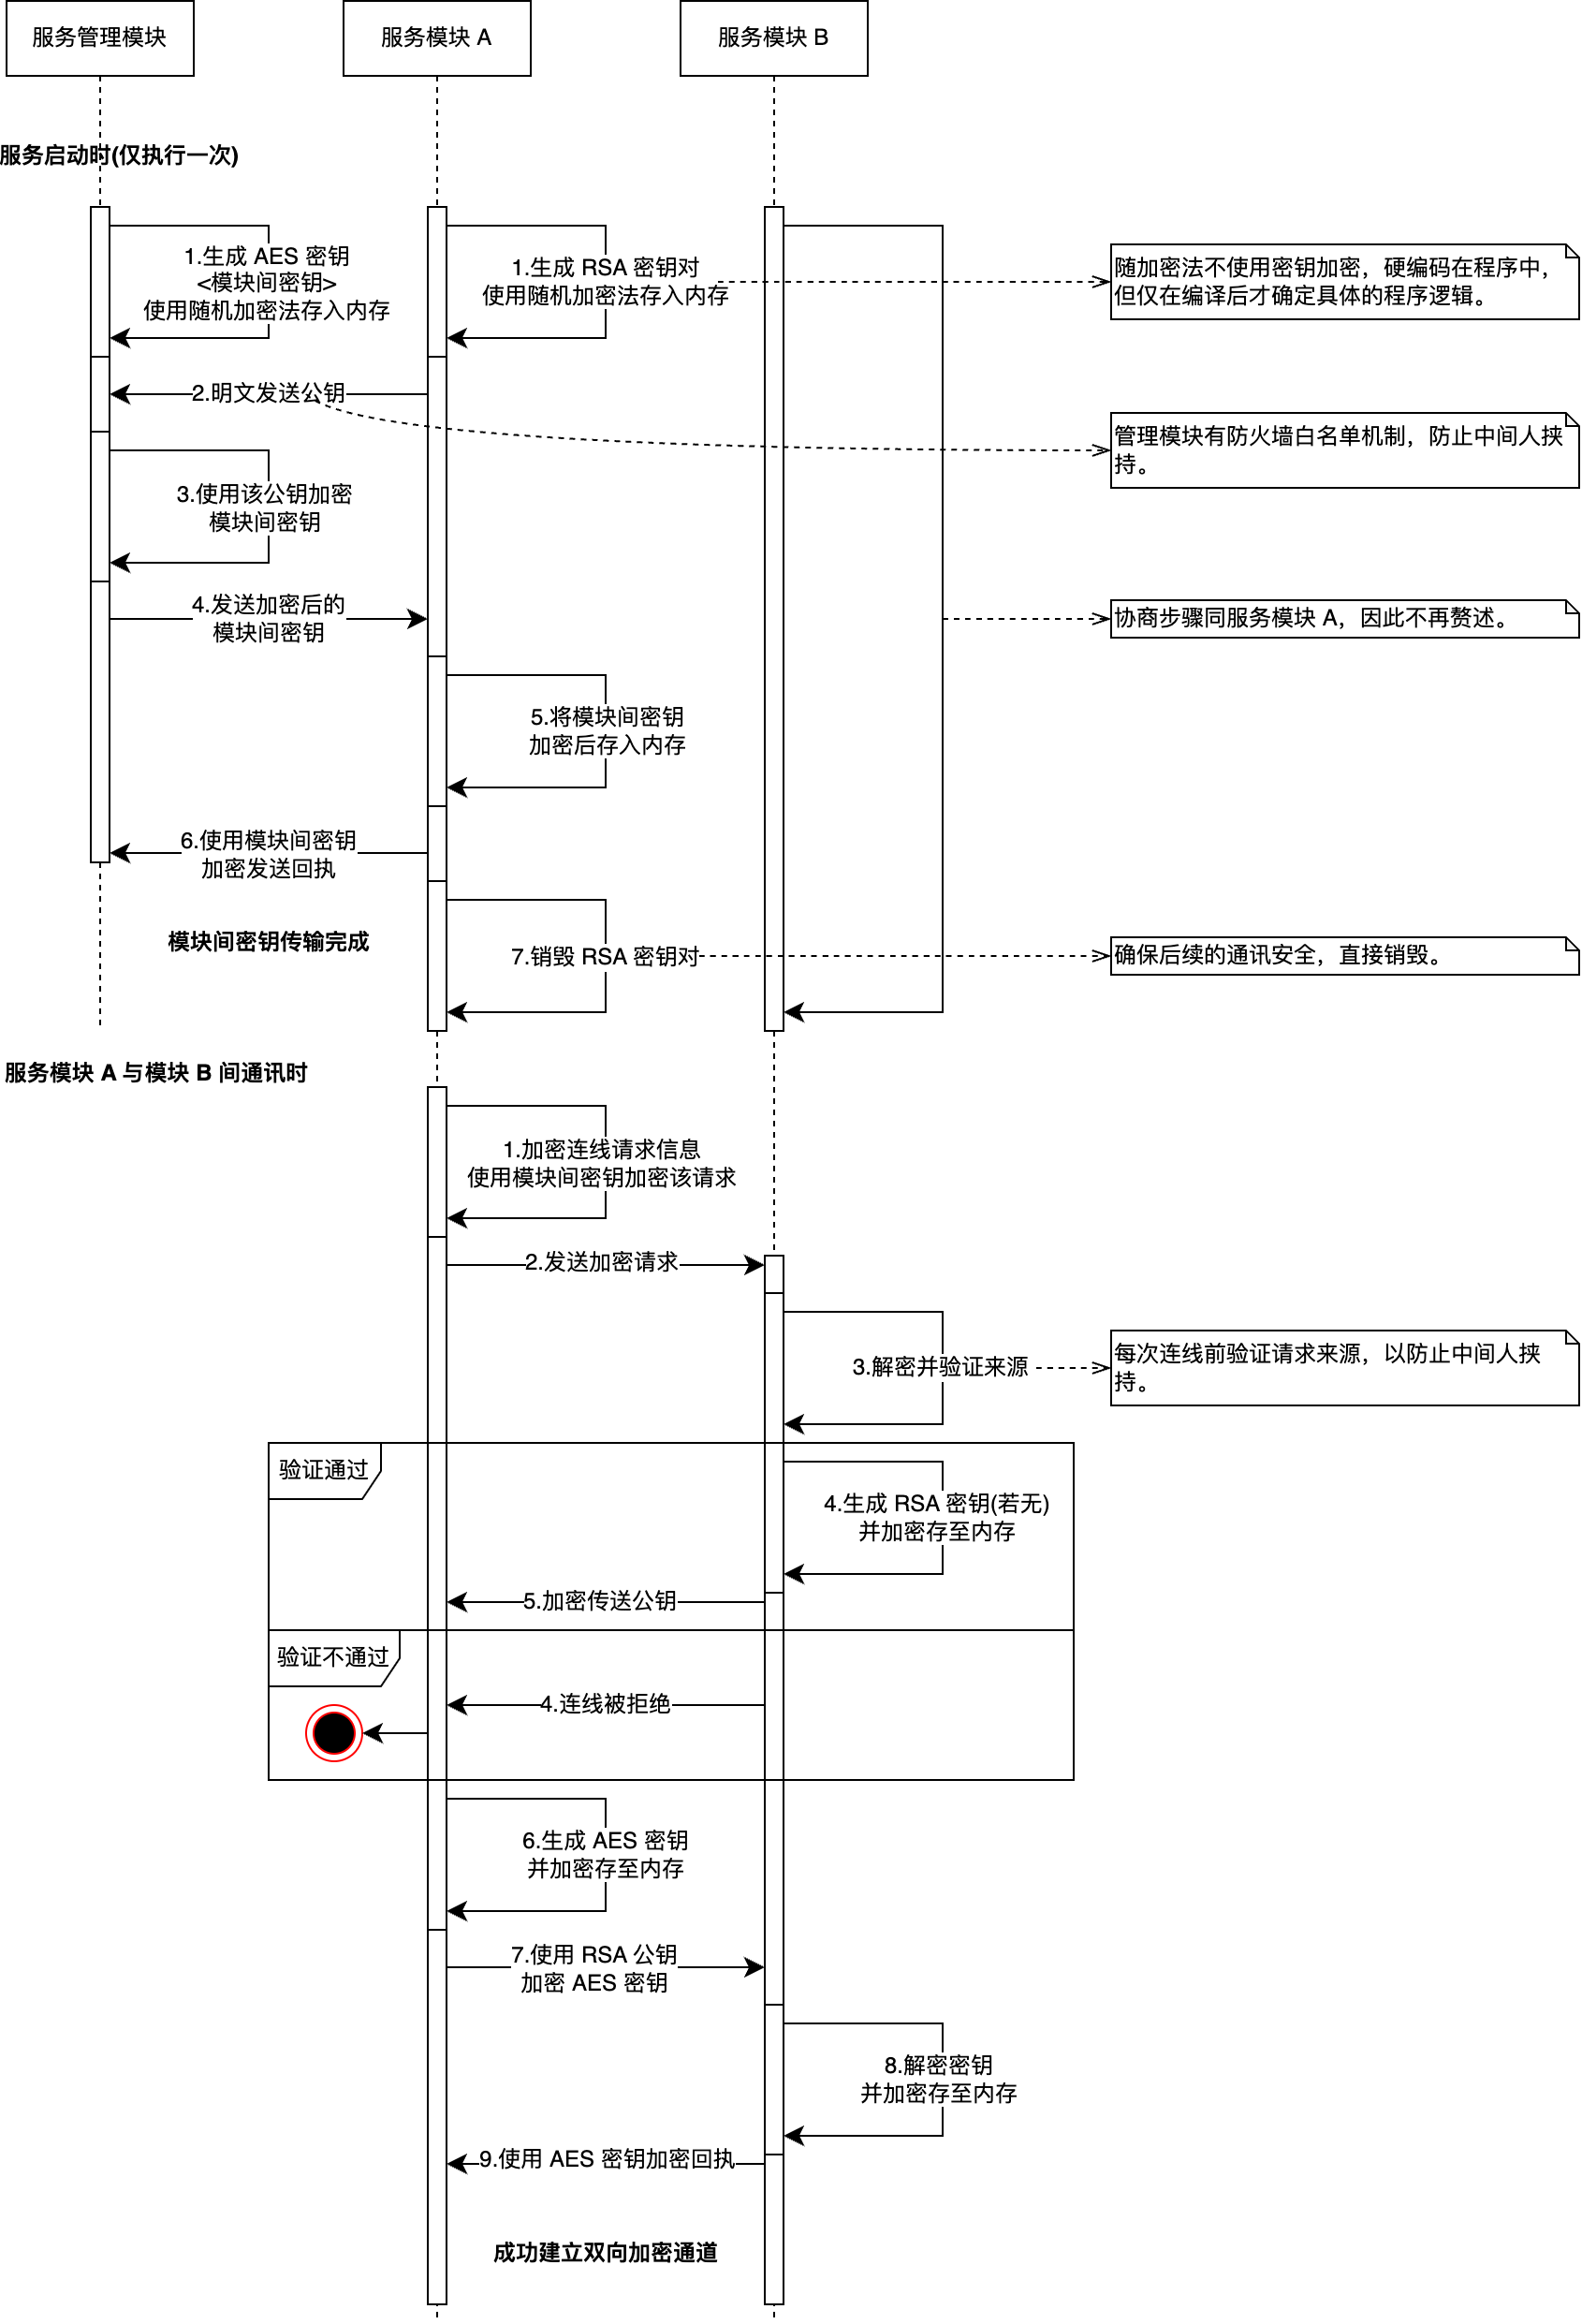 服务管理模块
服务模块 A
服务模块 B
服务启动时(仅执行一次)
1.生成 AES 密钥
<模块间密钥>
使用随机加密法存入内存
1.生成 RSA 密钥对
使用随机加密法存入内存
随加密法不使用密钥加密，硬编码在程序中，
但仅在编译后才确定具体的程序逻辑。
2.明文发送公钥
管理模块有防火墙白名单机制，防止中间人挟
持。
3.使用该公钥加密
模块间密钥
4.发送加密后的
模块间密钥
协商步骤同服务模块 A，因此不再赘述。
5.将模块间密钥
加密后存入内存
6.使用模块间密钥
加密发送回执
模块间密钥传输完成
7.销毁 RSA 密钥对
确保后续的通讯安全，直接销毁。
服务模块 A 与模块 B 间通讯时
1.加密连线请求信息
使用模块间密钥加密该请求
2.发送加密请求
3.解密并验证来源
每次连线前验证请求来源，以防止中间人挟
持。
验证通过
4.生成 RSA 密钥(若无)
并加密存至内存
5.加密传送公钥
验证不通过
4.连线被拒绝
6.生成 AES 密钥
并加密存至内存
7.使用 RSA 公钥
加密 AES 密钥
8.解密密钥
并加密存至内存
9.使用 AES 密钥加密回执
成功建立双向加密通道